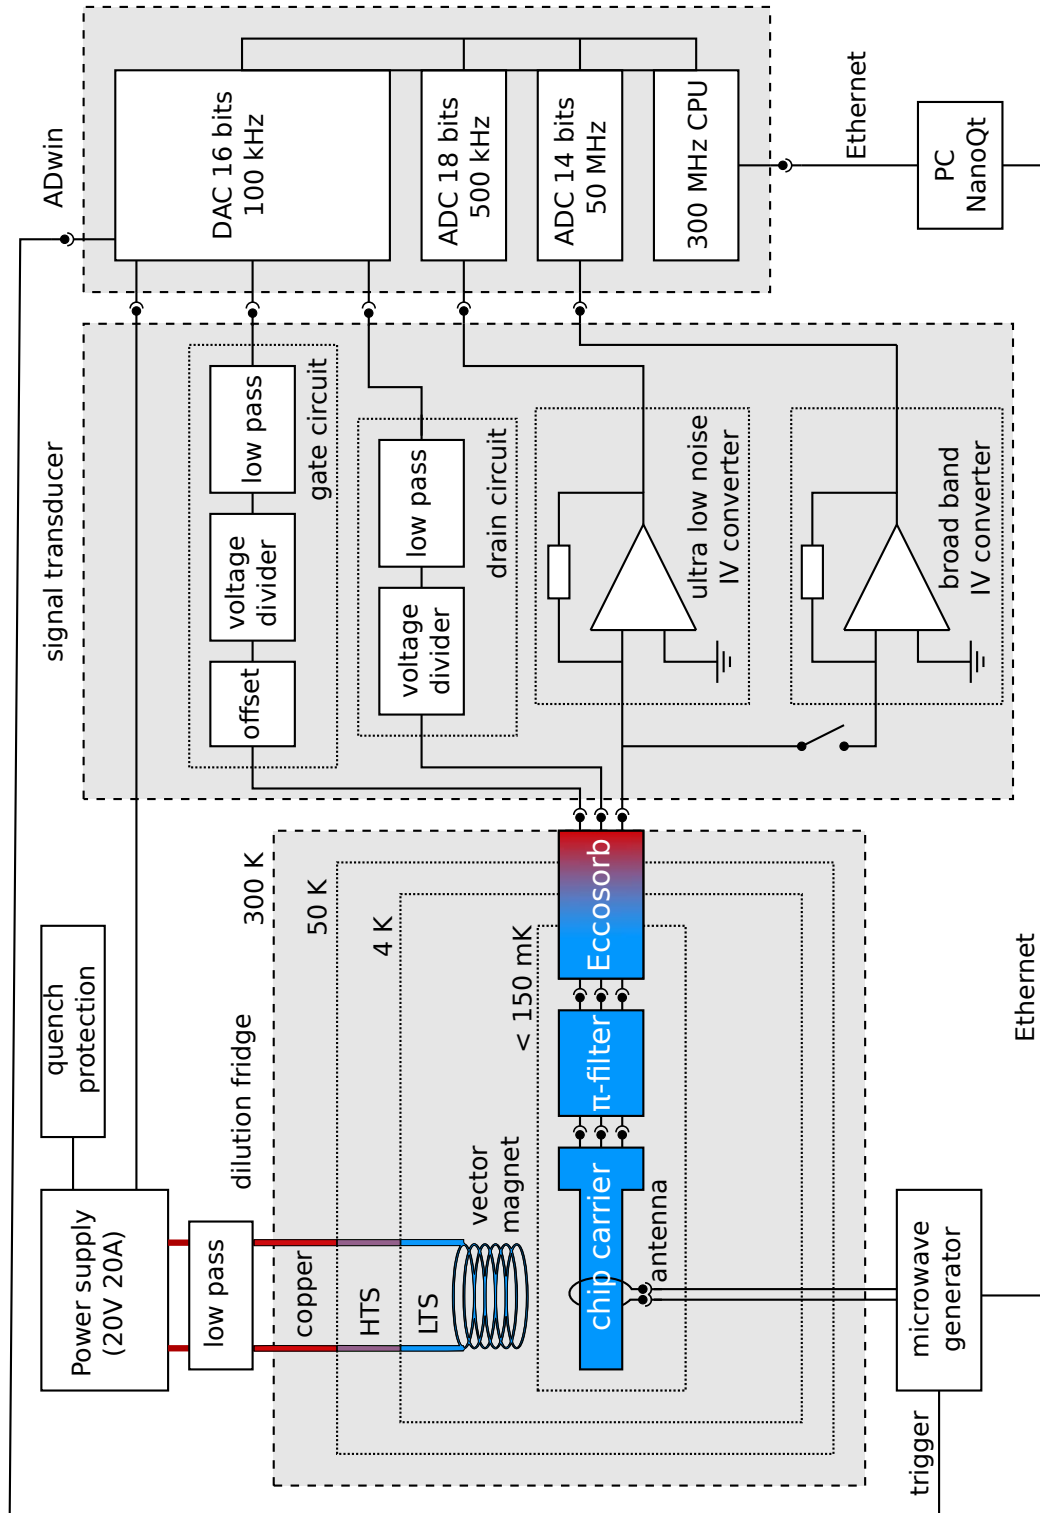 ADwin
DAC 16 bits
100 kHz
ADC 18 bits
500 kHz
ADC 14 bits
50 MHz
300 MHz CPU
Ethernet
PC
NanoQt
signal transducer
low pass
voltage
divider
offset
gate circuit
low pass
voltage
divider
drain circuit
ultra low noise
IV converter
broad band
IV converter
quench
protection
Power supply
(20V 20A)
low pass
dilution fridge
300 K
50 K
4 K
< 150 mK
copper
HTS
LTS
vector
magnet
Eccosorb
π-filter
chip carrier
antenna
microwave
generator
trigger
Ethernet